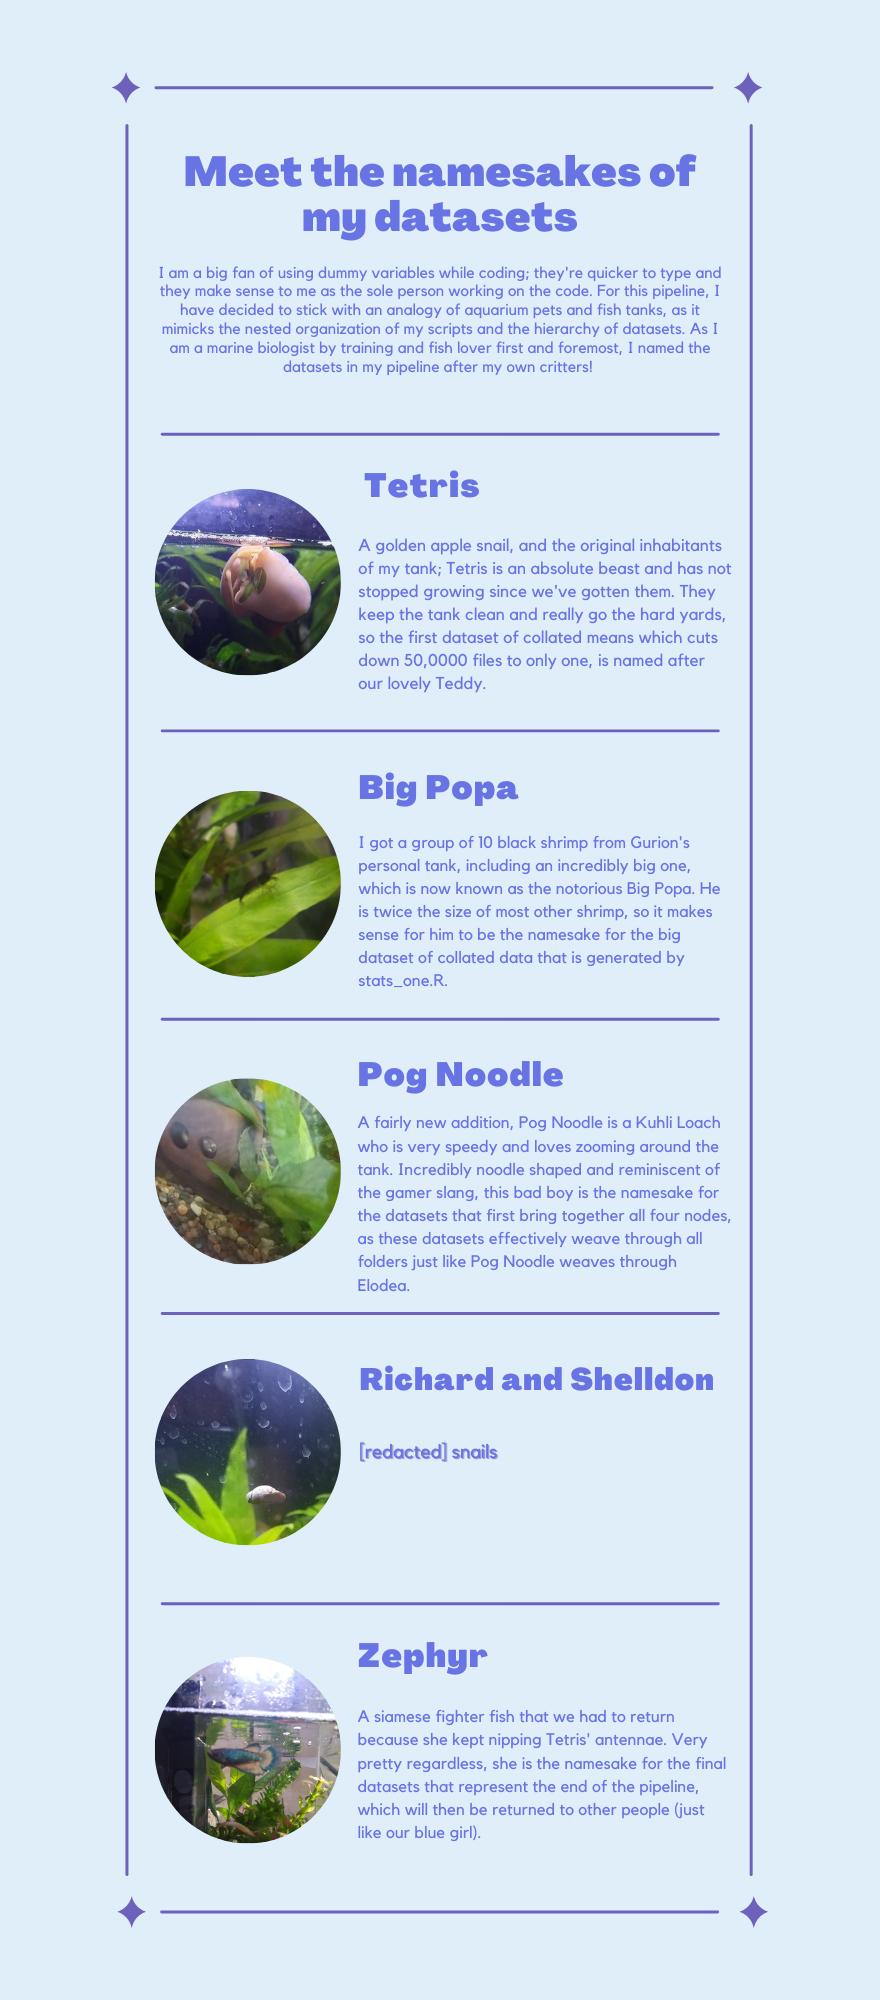 Meet the namesakes of
my datasets
I am a big fan of using dummy variables while coding; they're quicker to type and
they make sense to me as the sole person working on the code. For this pipeline, I
have decided to stick with an analogy of aquarium pets and fish tanks, as it
mimicks the nested organization of my scripts and the hierarchy of datasets. As I
am a marine biologist by training and fish lover first and foremost, I named the
datasets in my pipeline after my own critters!
Tetris
A golden apple snail, and the original inhabitants
of my tank; Tetris is an absolute beast and has not
stopped growing since we've gotten them. They
keep the tank clean and really go the hard yards,
so the first dataset of collated means which cuts
down 50,0000 files to only one, is named after
our lovely Teddy.
Big Popa
I got a group of 10 black shrimp from Gurion's
personal tank, including an incredibly big one,
which is now known as the notorious Big Popa. He
is twice the size of most other shrimp, so it makes
sense for him to be the namesake for the big
dataset of collated data that is generated by
stats_one.R.
Pog Noodle
A fairly new addition, Pog Noodle is a Kuhli Loach
who is very speedy and loves zooming around the
tank. Incredibly noodle shaped and reminiscent of
the gamer slang, this bad boy is the namesake for
the datasets that first bring together all four nodes,
as these datasets effectively weave through all
folders just like Pog Noodle weaves through
Elodea.
Richard and Shelldon
[redacted] snails
Zephyr
A siamese fighter fish that we had to return
because she kept nipping Tetris' antennae. Very
pretty regardless, she is the namesake for the final
datasets that represent the end of the pipeline,
which will then be returned to other people (just
like our blue girl).